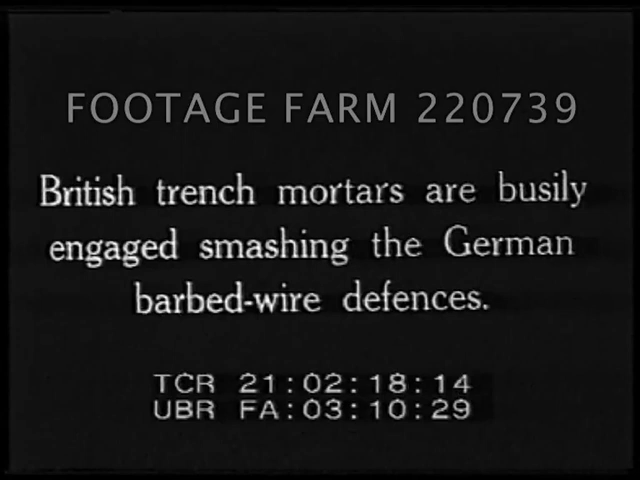 FOOTAGE FARM 220739
British trench mortars are busily
engaged smashing the German
barbed-wire defences.
TCR 21:02:18:14
UBR FA:03:10:29